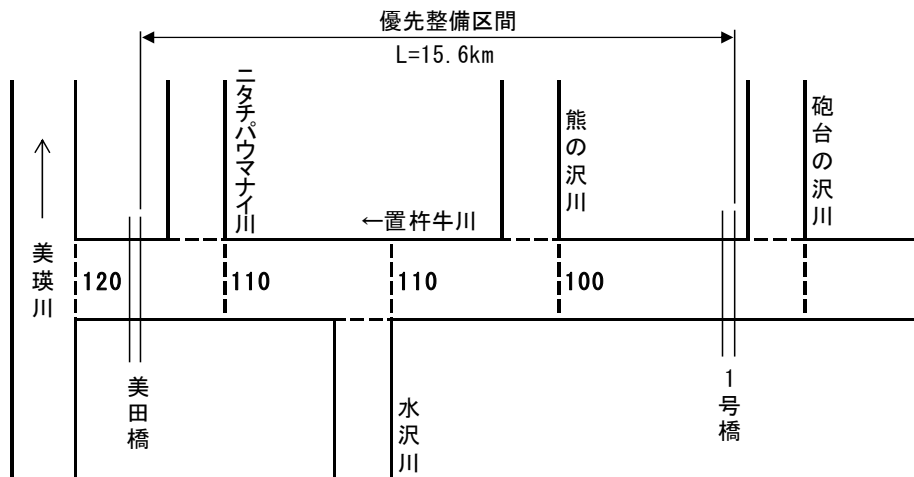 優先整備区間
L=15.6km
ニタチパウマナイ川
熊の沢川
砲台の沢川
←置杵牛川
↑
美瑛川
120
110
110
100
美田橋
水沢川
1号橋